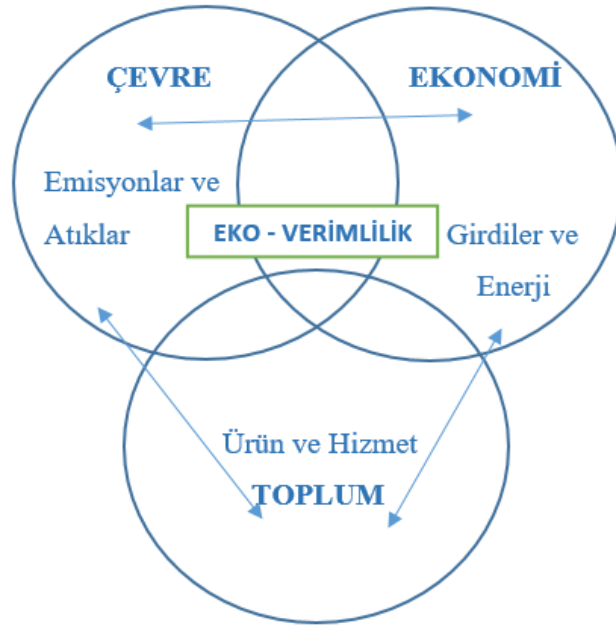 ÇEVRE
EKONOMİ
Emisyonlar ve
Atıklar
EKO - VERİMLİLİK
Girdiler ve
Enerji
Ürün ve Hizmet
TOPLUM